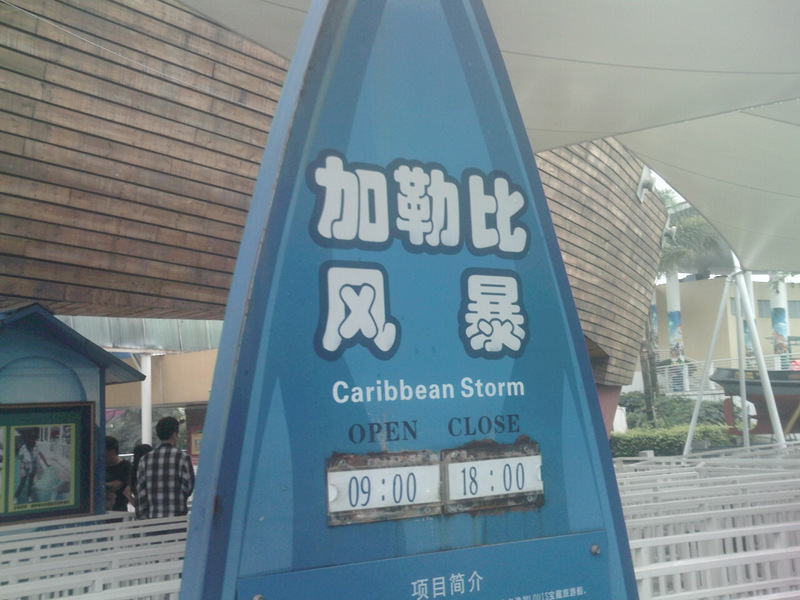 加勒比
风暴
Caribbean Storm
OPEN CLOSE
09:00 18:00
项目简介